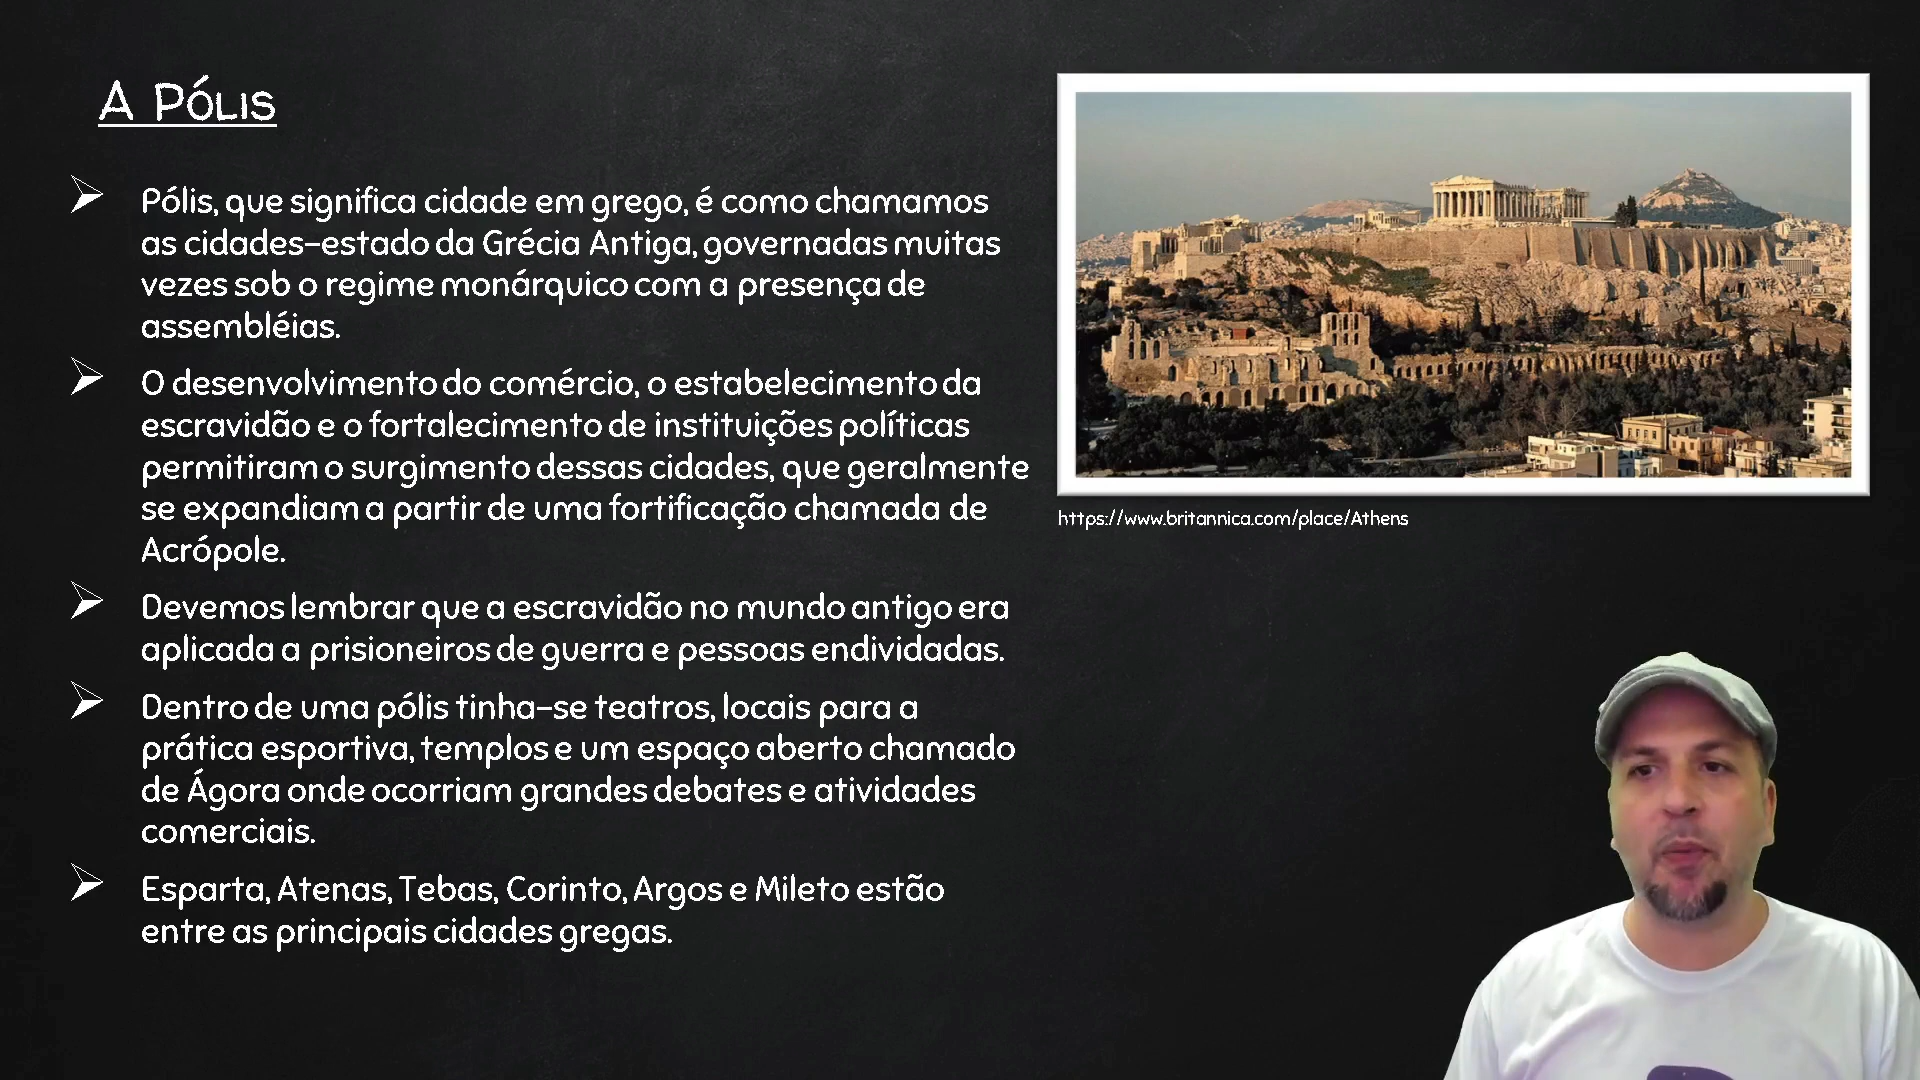 A Pólis
Pólis, que significa cidade em grego, é como chamamos
as cidades-estado da Grécia Antiga, governadas muitas
vezes sob o regime monárquico com a presença de
assembléias.
O desenvolvimento do comércio, o estabelecimento da
escravidão e o fortalecimento de instituições políticas
permitiram o surgimento dessas cidades, que geralmente
se expandiam a partir de uma fortificação chamada de
Acrópole.
Devemos lembrar que a escravidão no mundo antigo era
aplicada a prisioneiros de guerra e pessoas endividadas.
Dentro de uma pólis tinha-se teatros, locais para a
prática esportiva, templos e um espaço aberto chamado
de Ágora onde ocorriam grandes debates e atividades
comerciais.
Esparta, Atenas, Tebas, Corinto, Argos e Mileto estão
entre as principais cidades gregas.
https://www.britannica.com/place/Athens